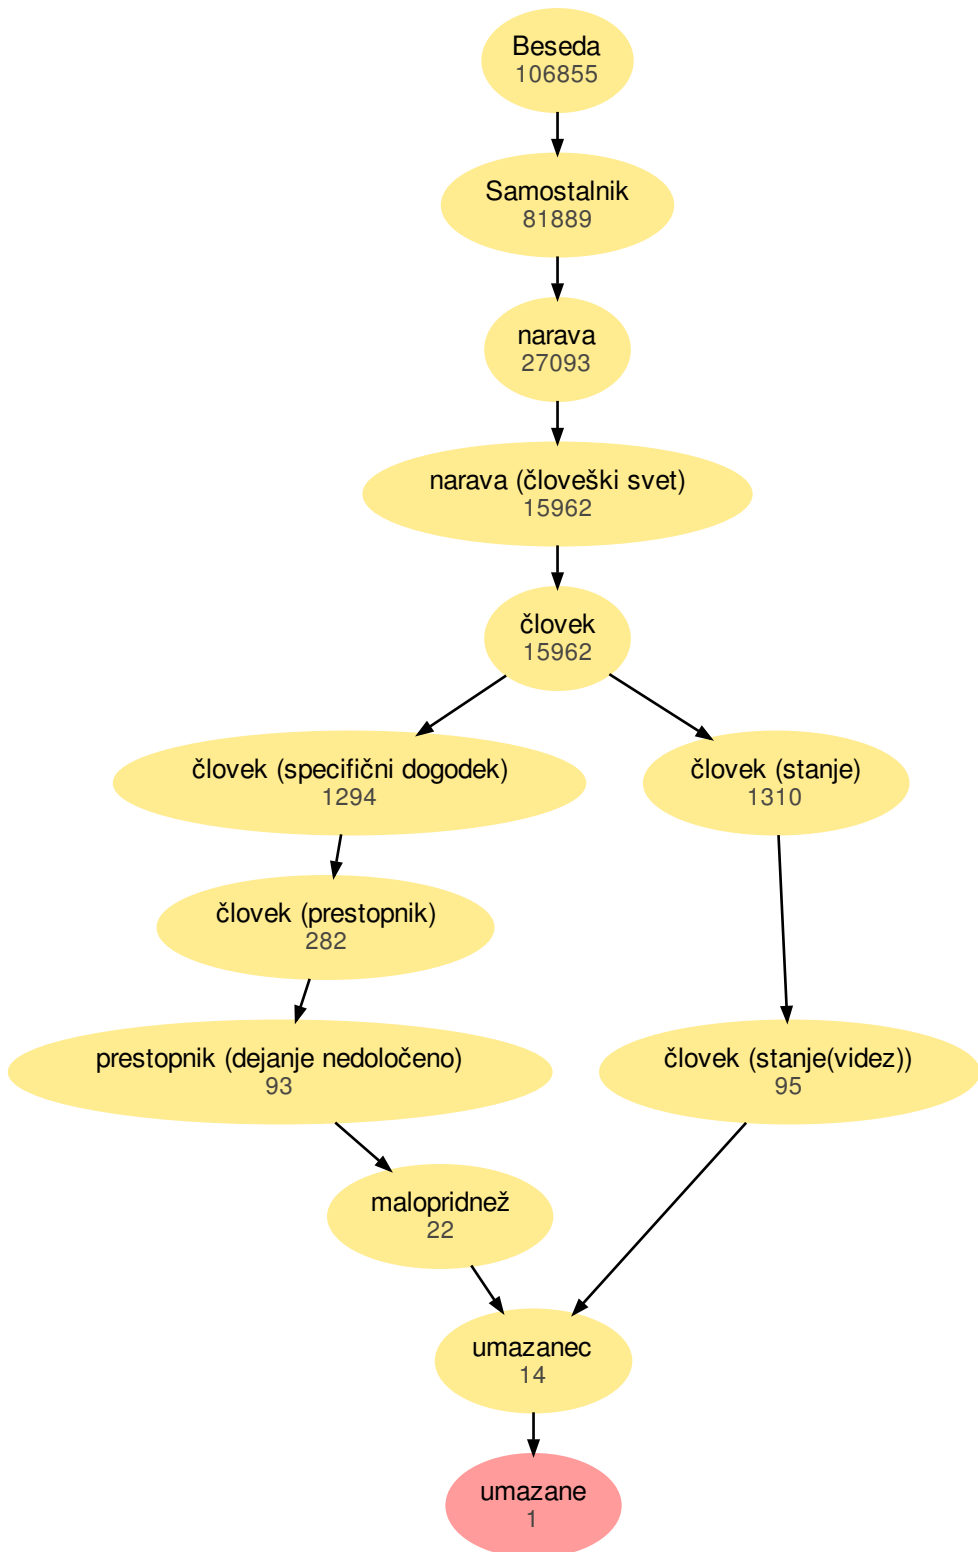 Beseda
106855
Samostalnik
81889
narava
27093
narava (človeški svet)
15962
človek
15962
človek (specifični dogodek)
1294
človek (stanje)
1310
človek (prestopnik)
282
prestopnik (dejanje nedoločeno)
93
človek (stanje(videz))
95
malopridnež
22
umazanec
14
umazane
1